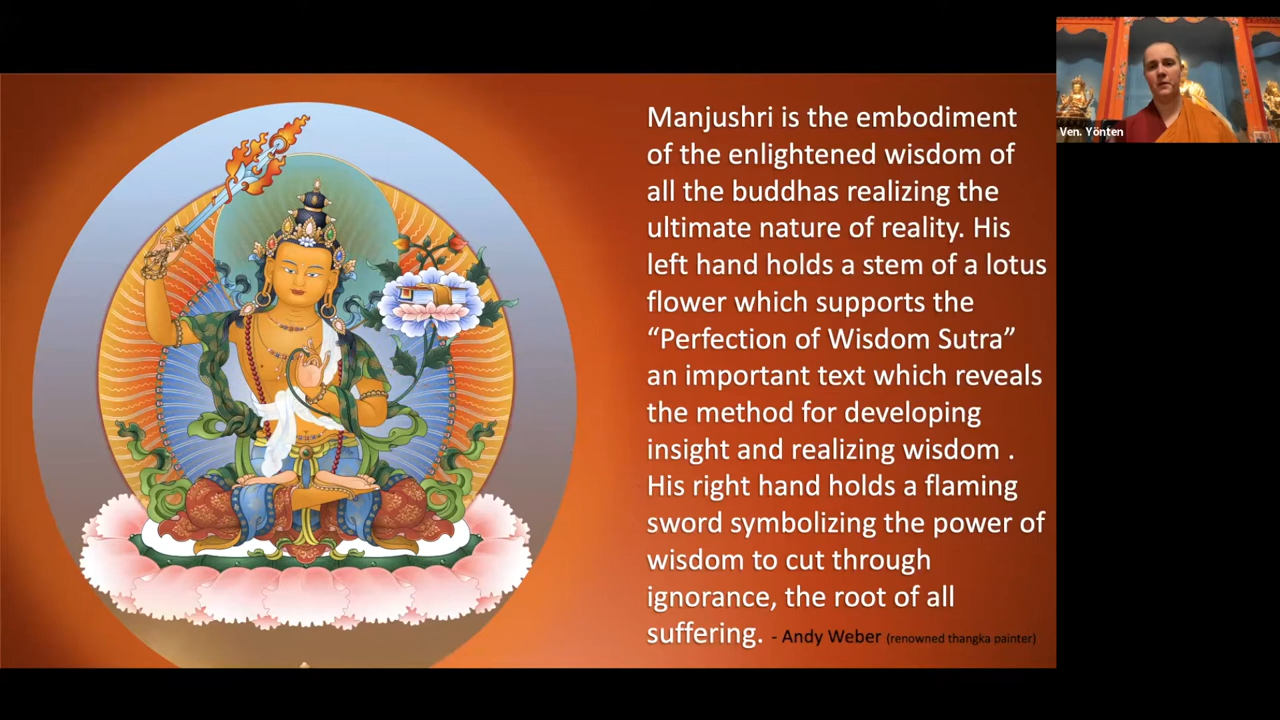 Manjushri is the embodiment
of the enlightened wisdom of
all the buddhas realizing the
ultimate nature of reality. His
left hand holds a stem of a lotus
flower which supports the
“Perfection of Wisdom Sutra”
an important text which reveals
the method for developing
insight and realizing wisdom .
His right hand holds a flaming
sword symbolizing the power of
wisdom to cut through
ignorance, the root of all
suffering. - Andy Weber (renowned thangka painter)
Ven. Yönten